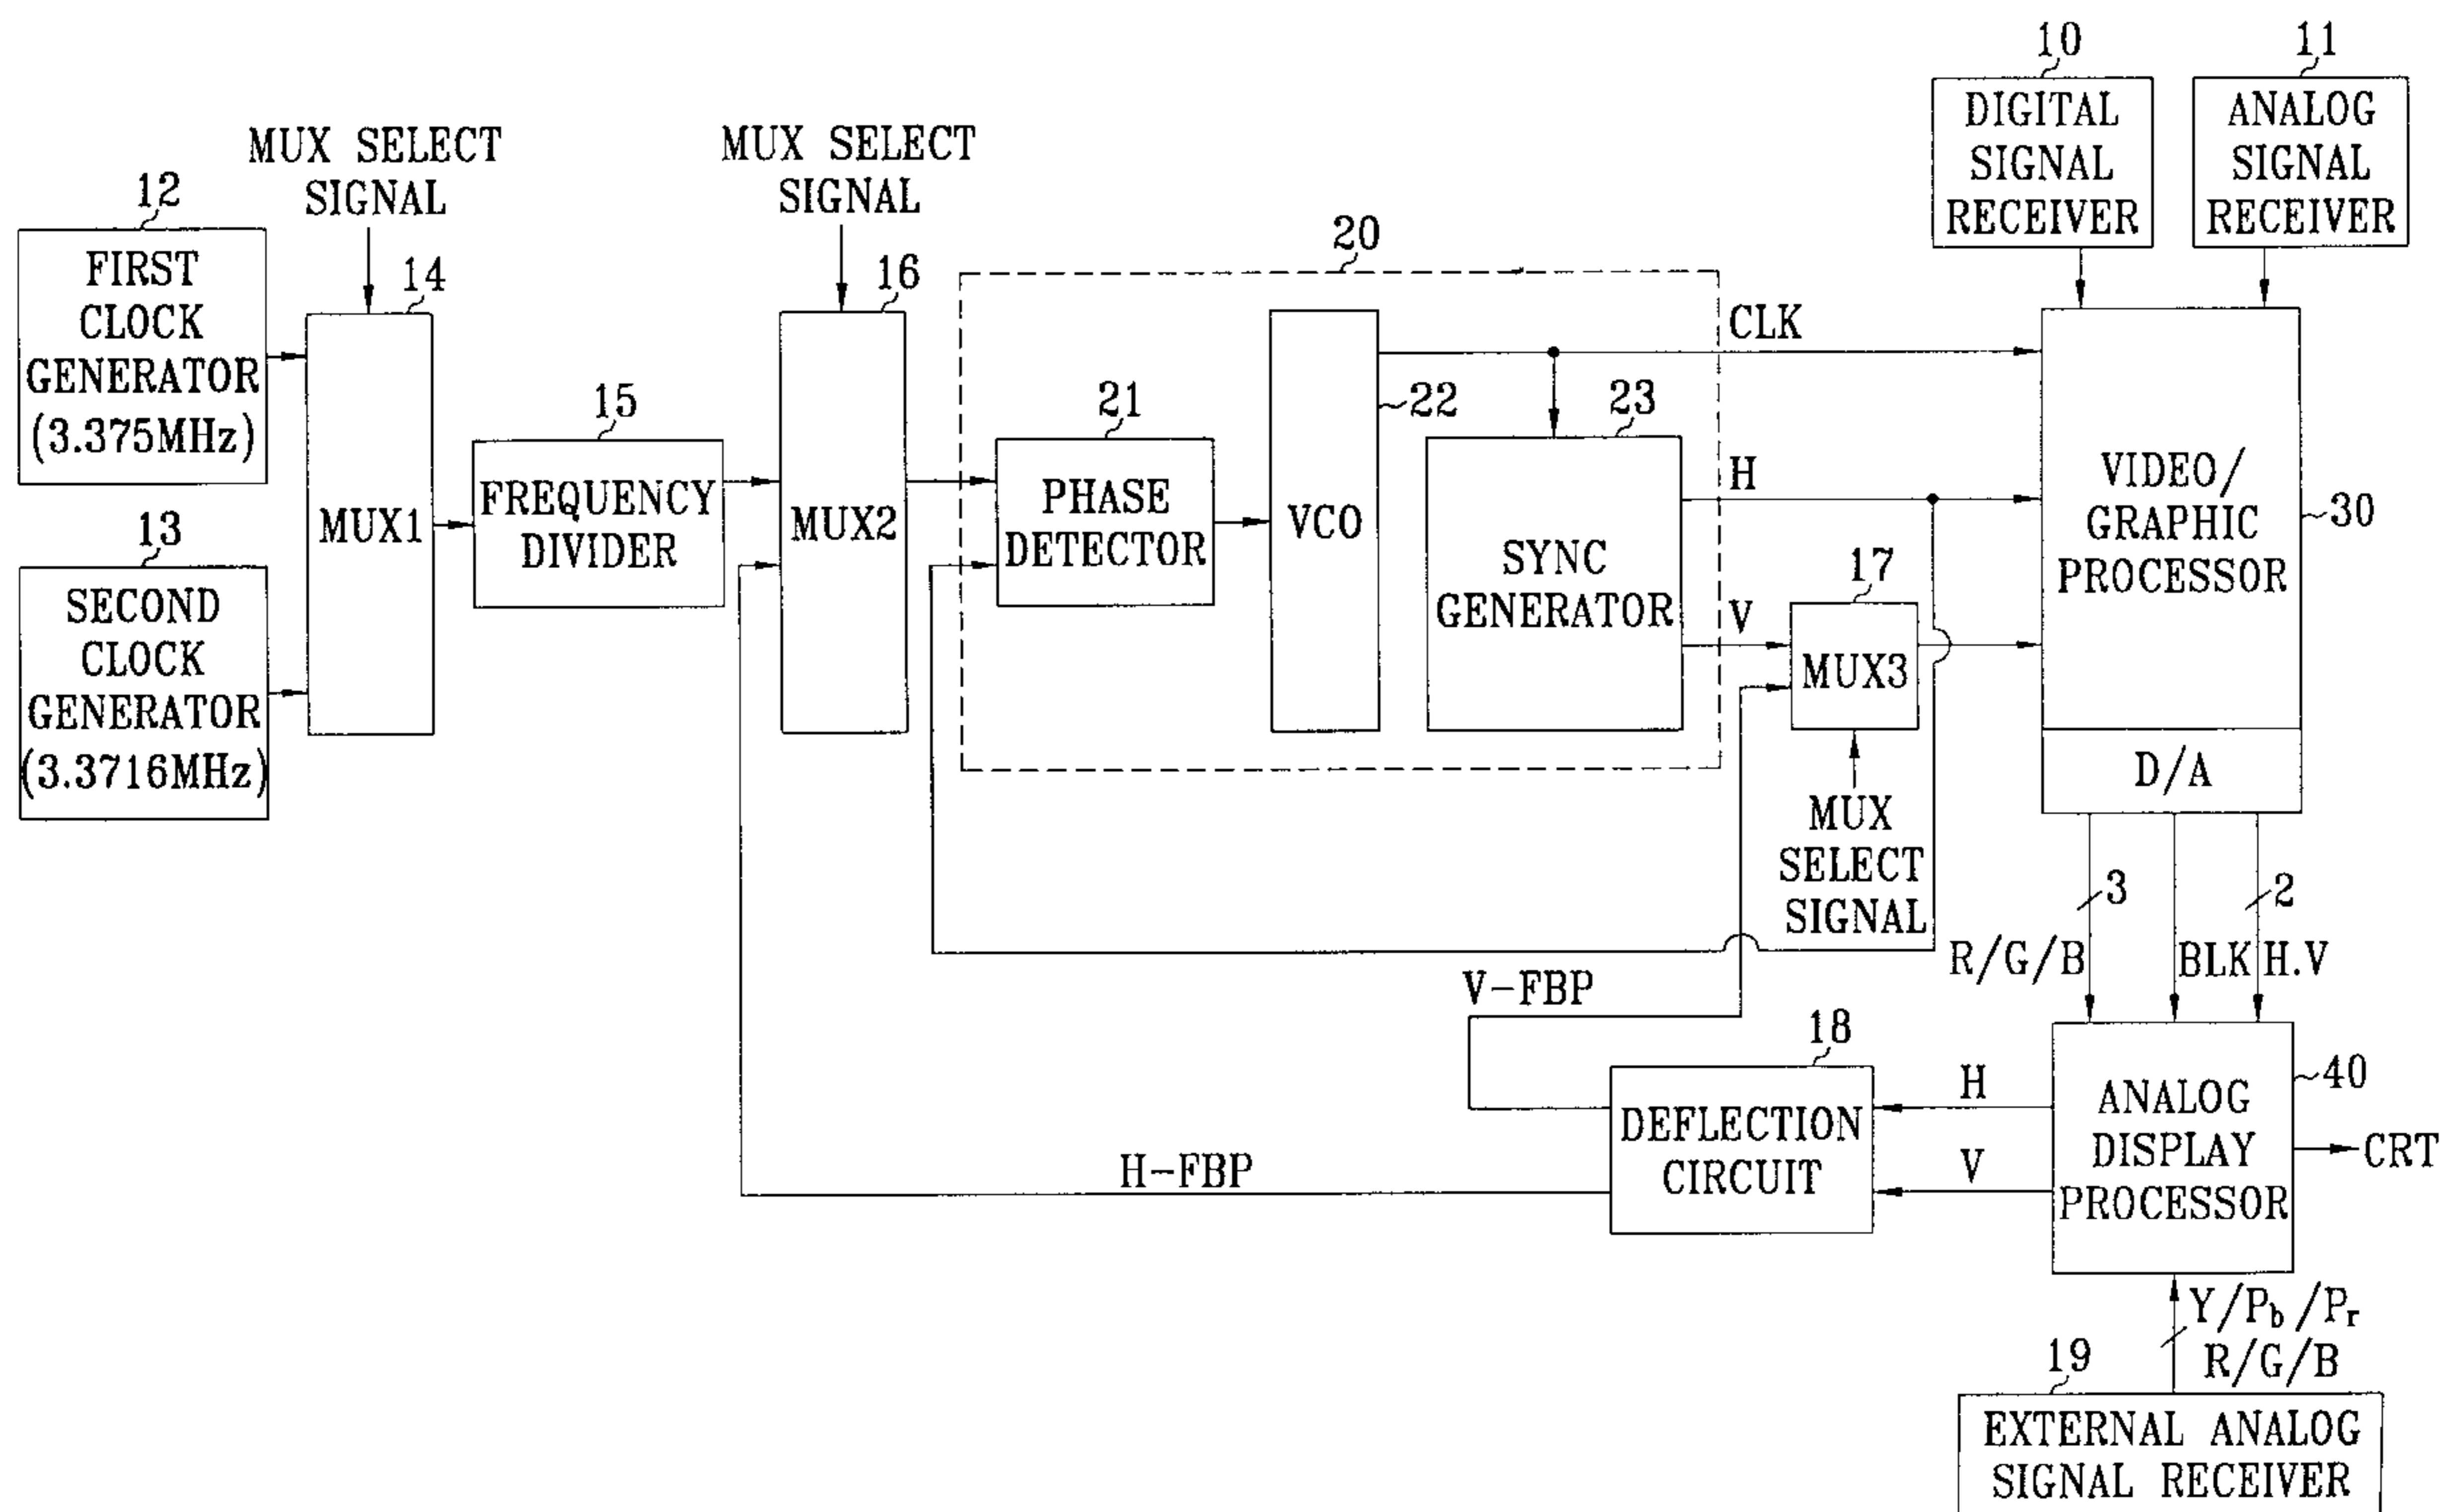 10
11
DIGITAL
SIGNAL
RECEIVER
ANALOG
SIGNAL
RECEIVER
MUX SELECT
SIGNAL
MUX SELECT
SIGNAL
12
FIRST
CLOCK
GENERATOR
(3.375MHz)
13
SECOND
CLOCK
GENERATOR
(3.3716MHz)
14
MUX1
15
FREQUENCY
DIVIDER
16
MUX2
20
21
PHASE
DETECTOR
22
VCO
23
SYNC
GENERATOR
CLK
H
V
17
MUX3
MUX
SELECT
SIGNAL
VIDEO/
GRAPHIC
PROCESSOR
30
D/A
3
2
R/G/B
BLK
H.V
V-FBP
H-FBP
18
DEFLECTION
CIRCUIT
H
V
40
ANALOG
DISPLAY
PROCESSOR
CRT
Y/Pb/Pr
R/G/B
19
EXTERNAL ANALOG
SIGNAL RECEIVER